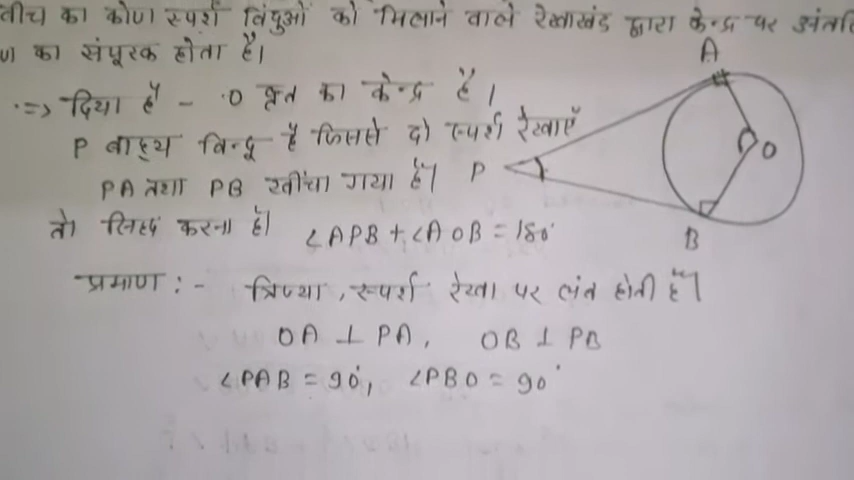 बीच का कोण स्पर्श बिंदुओं को मिलाने वाले रेखाखंड द्वारा केन्द्र पर अंतरि
ण का संपूरक होता है।
∴=> दिया है - O वृत का केन्द्र है।
P बाह्य विन्दू है जिससे दो स्पर्श रेखाएँ
PA तथा PB खींचा गया है।
तो सिद्ध करना है। ∠APB + ∠AOB = 180°
प्रमाण :- त्रिज्या, स्पर्श रेखा पर लंब होती है।
OA ⊥ PA, OB ⊥ PB
∠PAB = 90°, ∠PBO = 90°
A
P
O
B